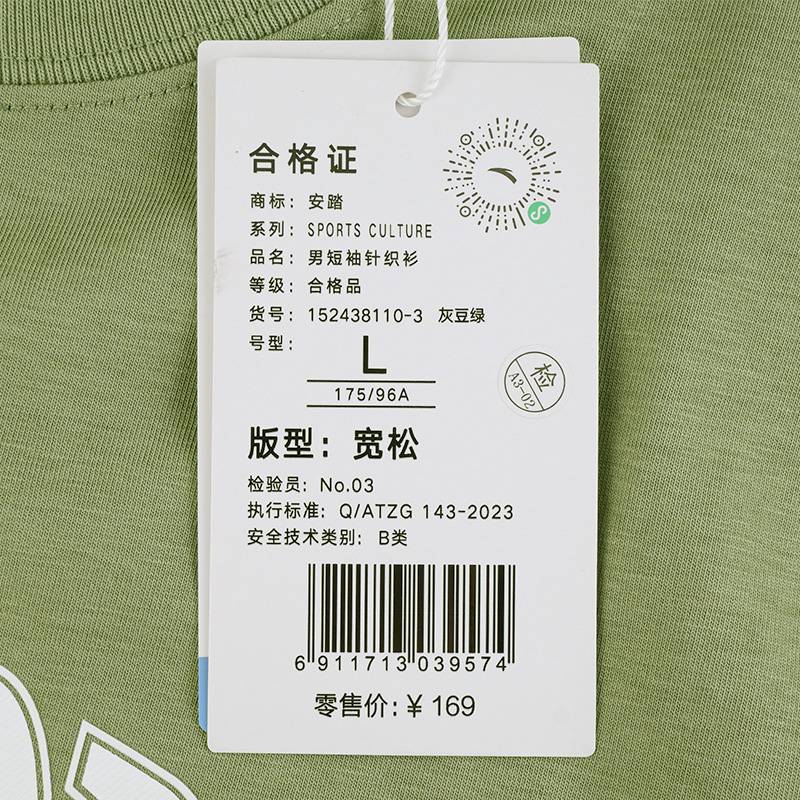 合格证
商标：安踏
系列：SPORTS CULTURE
品名：男短袖针织衫
等级：合格品
货号：152438110-3 灰豆绿
号型：L
175/96A
检
A3-02
版型：宽松
检验员：No.03
执行标准：Q/ATZG 143-2023
安全技术类别：B类
6 911713 039574
零售价：¥ 169